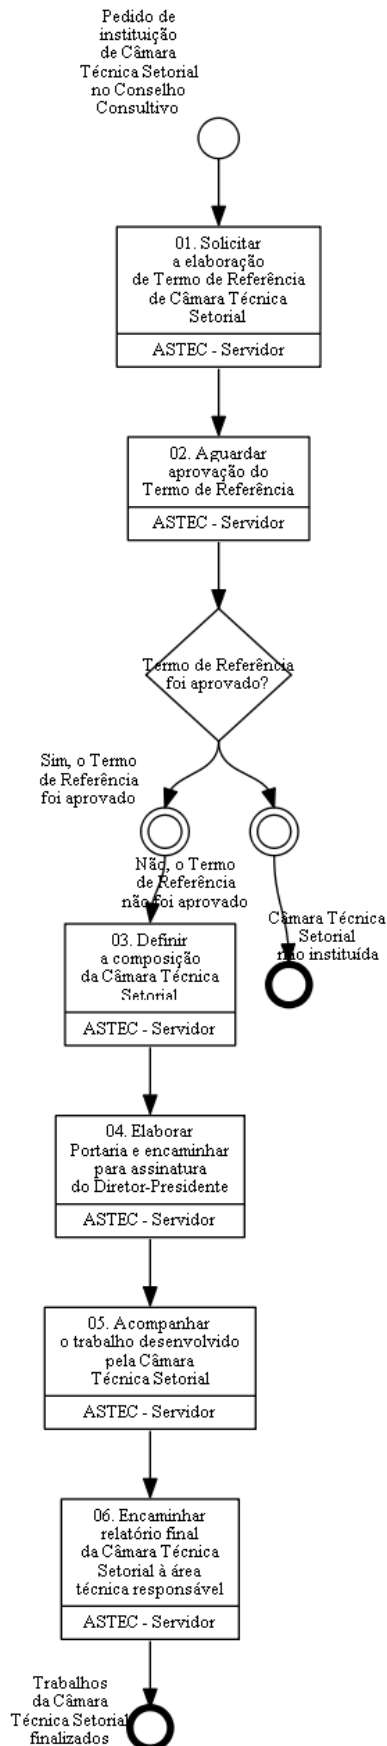 Pedido de
instituição
de Câmara
Técnica Setorial
no Conselho
Consultivo
01. Solicitar
a elaboração
de Termo de Referência
de Câmara Técnica
Setorial
ASTEC - Servidor
02. Aguardar
aprovação do
Termo de Referência
ASTEC - Servidor
Termo de Referência
foi aprovado?
Sim, o Termo
de Referência
foi aprovado
Não, o Termo
de Referência
não foi aprovado
Câmara Técnica
Setorial
não instituída
03. Definir
a composição
da Câmara Técnica
Setorial
ASTEC - Servidor
04. Elaborar
Portaria e encaminhar
para assinatura
do Diretor-Presidente
ASTEC - Servidor
05. Acompanhar
o trabalho desenvolvido
pela Câmara
Técnica Setorial
ASTEC - Servidor
06. Encaminhar
relatório final
da Câmara Técnica
Setorial à área
técnica responsável
ASTEC - Servidor
Trabalhos
da Câmara
Técnica Setorial
finalizados